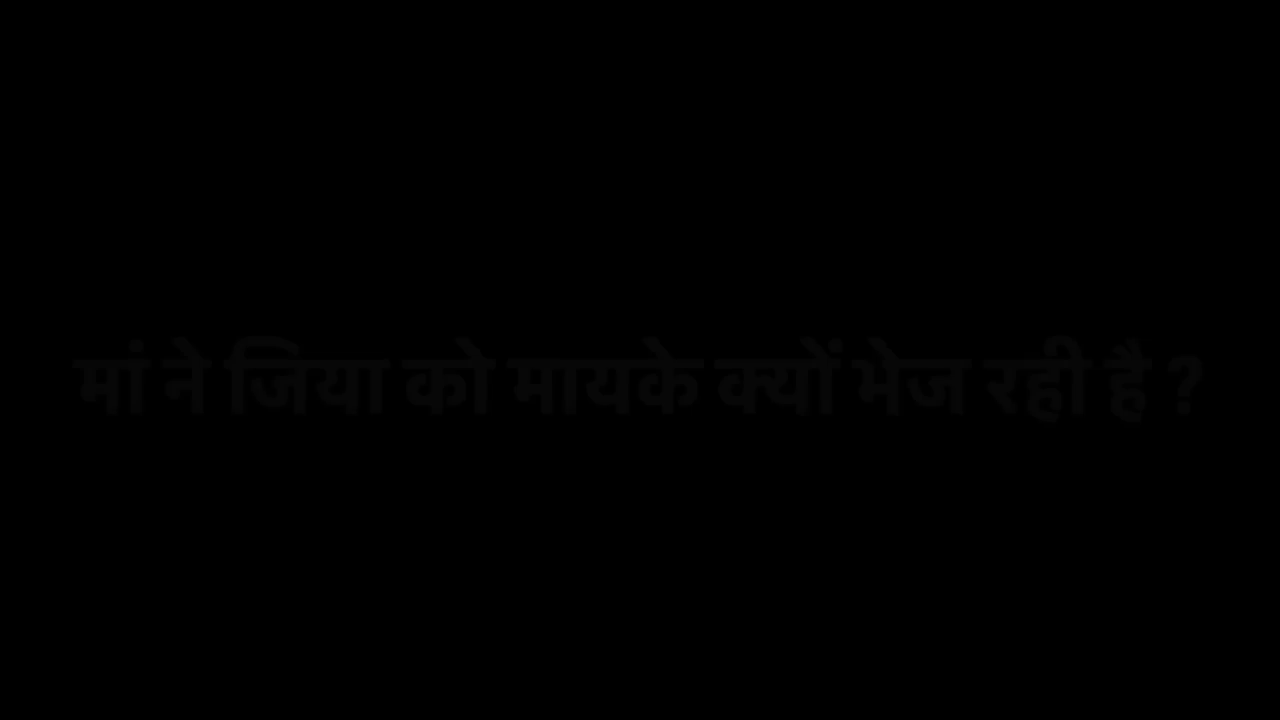 मां ने जिया को मायके क्यों भेज रही है ?